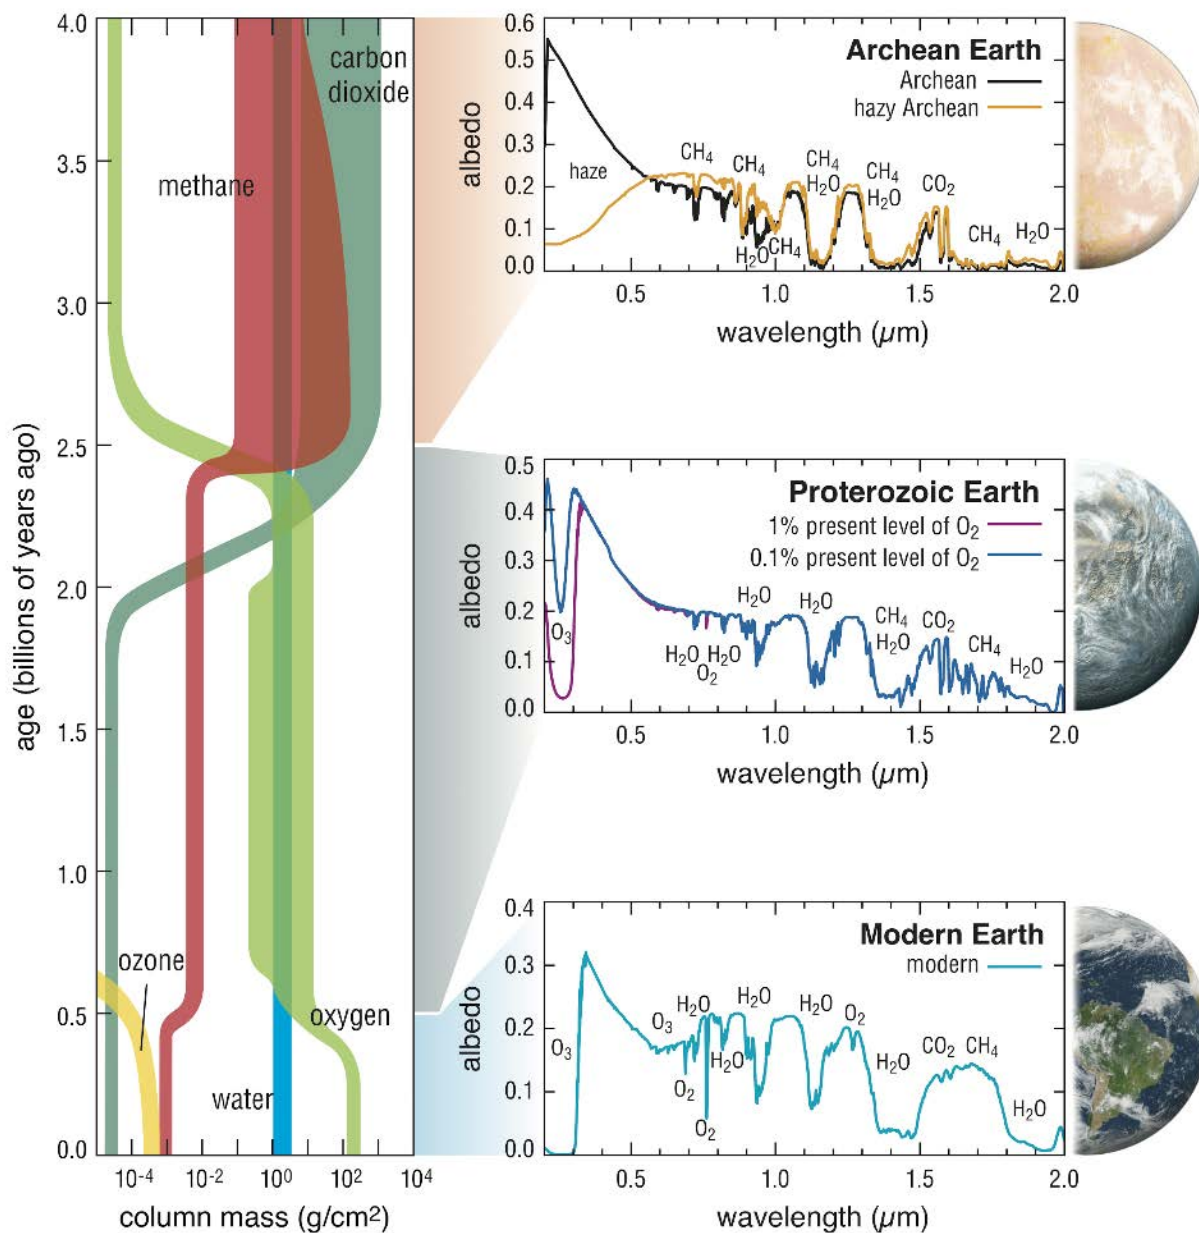 4.0
3.5
3.0
2.5
2.0
1.5
1.0
0.5
0.0
age (billions of years ago)
10⁻⁴ 10⁻² 10⁰ 10² 10⁴
column mass (g/cm²)
carbon
dioxide
methane
ozone
oxygen
water
Archean Earth
Archean
hazy Archean
0.6
0.5
0.4
0.3
0.2
0.1
0.0
albedo
haze
CH₄
CH₄
CH₄
H₂O
CH₄
H₂O
CO₂
H₂O
CH₄
CH₄
H₂O
0.5 1.0 1.5 2.0
wavelength (μm)
Proterozoic Earth
1% present level of O₂
0.1% present level of O₂
0.5
0.4
0.3
0.2
0.1
0.0
albedo
O₃
H₂O
O₂
H₂O
H₂O
H₂O
CH₄
H₂O
CO₂
CH₄
H₂O
0.5 1.0 1.5 2.0
wavelength (μm)
Modern Earth
modern
0.4
0.3
0.2
0.1
0.0
albedo
O₃
O₃
H₂O
O₂
O₂
H₂O
H₂O
H₂O
O₂
H₂O
CO₂
CH₄
H₂O
0.5 1.0 1.5 2.0
wavelength (μm)